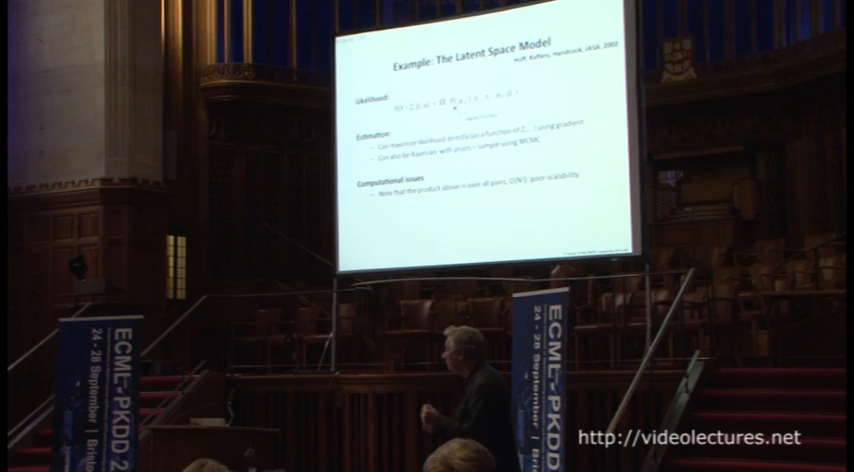 Example: The Latent Space Model
Hoff, Raftery, Handcock, JASA, 2002
Likelihood:
Estimation:
– Can maximize likelihood directly (as a function of Z, ...) using gradient
– Can also be Bayesian, with priors – sample using MCMC
Computational issues
– Note that the product above is over all pairs, O(N²): poor scalability
ECML-PKDD 2
24 - 28 September | Bristo
ECML-PKDD
24 - 28 September |
http://videolectures.net